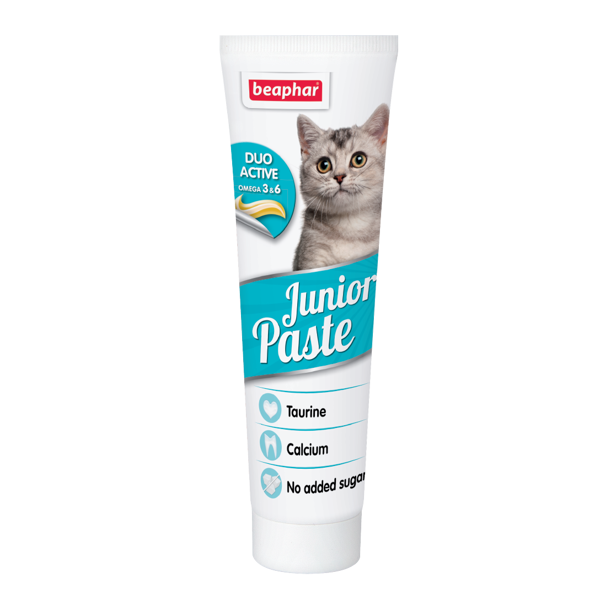 beaphar®
DUO
ACTIVE
OMEGA 3&6
Junior
Paste
Taurine
Calcium
No added sugar